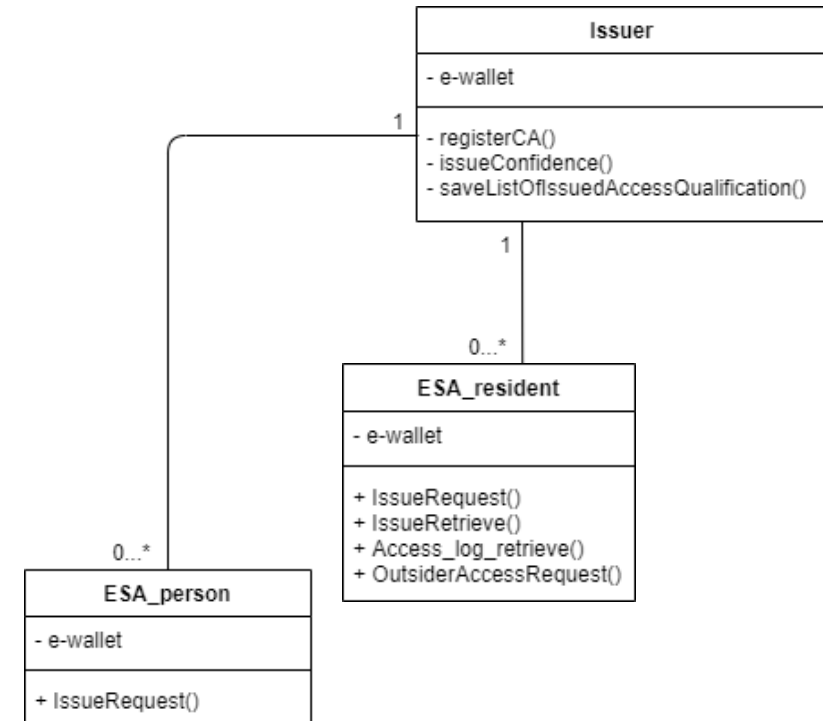 Issuer
- e-wallet
1
- registerCA()
- issueConfidence()
- saveListOfIssuedAccessQualification()
1
0...*
ESA_resident
- e-wallet
+ IssueRequest()
+ IssueRetrieve()
+ Access_log_retrieve()
+ OutsiderAccessRequest()
0...*
ESA_person
- e-wallet
+ IssueRequest()